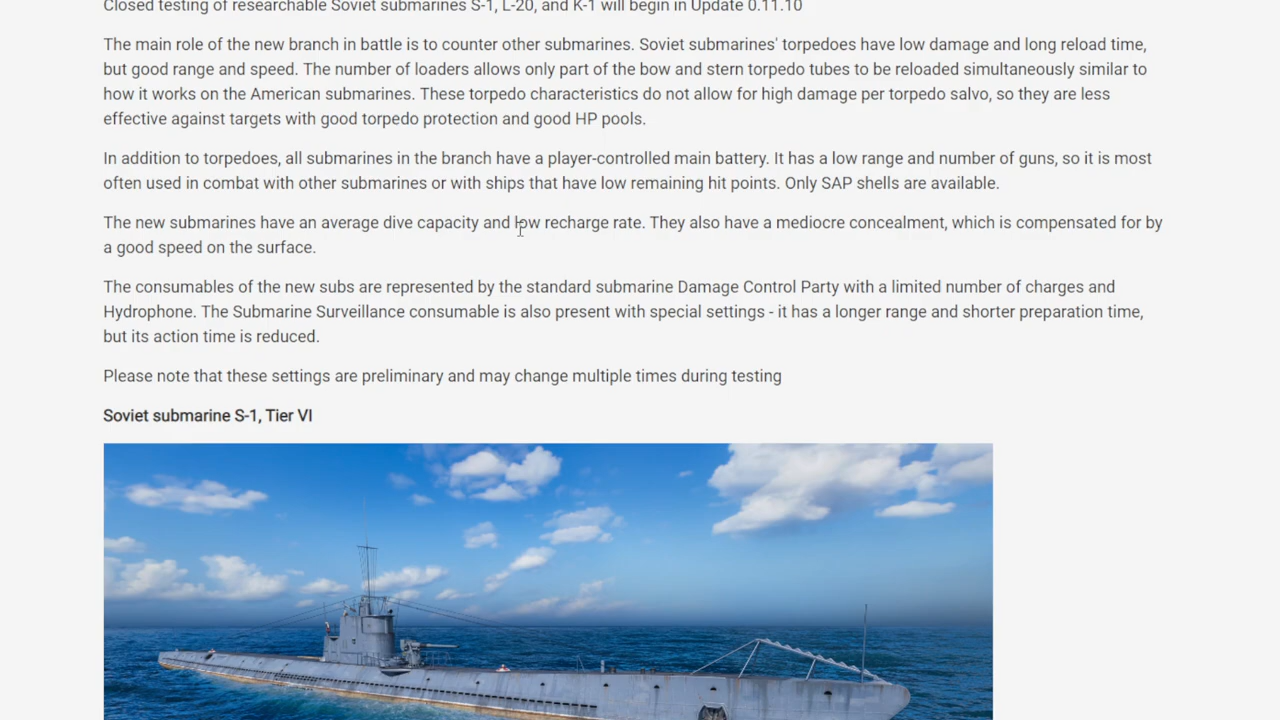 Closed testing of researchable Soviet submarines S-1, L-20, and K-1 will begin in Update 0.11.10
The main role of the new branch in battle is to counter other submarines. Soviet submarines' torpedoes have low damage and long reload time,
but good range and speed. The number of loaders allows only part of the bow and stern torpedo tubes to be reloaded simultaneously similar to
how it works on the American submarines. These torpedo characteristics do not allow for high damage per torpedo salvo, so they are less
effective against targets with good torpedo protection and good HP pools.
In addition to torpedoes, all submarines in the branch have a player-controlled main battery. It has a low range and number of guns, so it is most
often used in combat with other submarines or with ships that have low remaining hit points. Only SAP shells are available.
The new submarines have an average dive capacity and low recharge rate. They also have a mediocre concealment, which is compensated for by
a good speed on the surface.
The consumables of the new subs are represented by the standard submarine Damage Control Party with a limited number of charges and
Hydrophone. The Submarine Surveillance consumable is also present with special settings - it has a longer range and shorter preparation time,
but its action time is reduced.
Please note that these settings are preliminary and may change multiple times during testing
Soviet submarine S-1, Tier VI